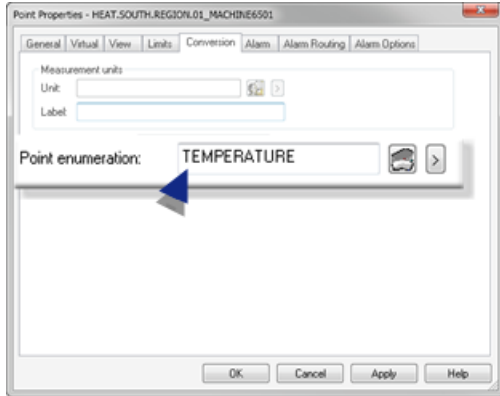 Point Properties - HEAT.SOUTH.REGION.01_MACHINE6501
General Virtual View Limits Conversion Alarm Alarm Routing Alarm Options
Measurement units
Unit:
Label:
Point enumeration: TEMPERATURE >
OK Cancel Apply Help